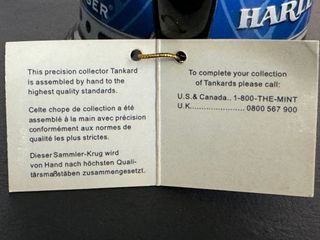 GER
HARL
This precision collector Tankard
is assembled by hand to the
highest quality standards.
Celle chope de collection a été
assemblé à la main avec précision
conformément aux normes de
qualité les plus strictes.
Dieser Sammler-Krug wird
von Hand nach höchsten Quali-
tärsmaßstäben zusammengesetzt.
To complete your collection
of Tankards please call:
U.S.& Canada.. 1-800-THE-MINT
U.K....................... 0800 567 900